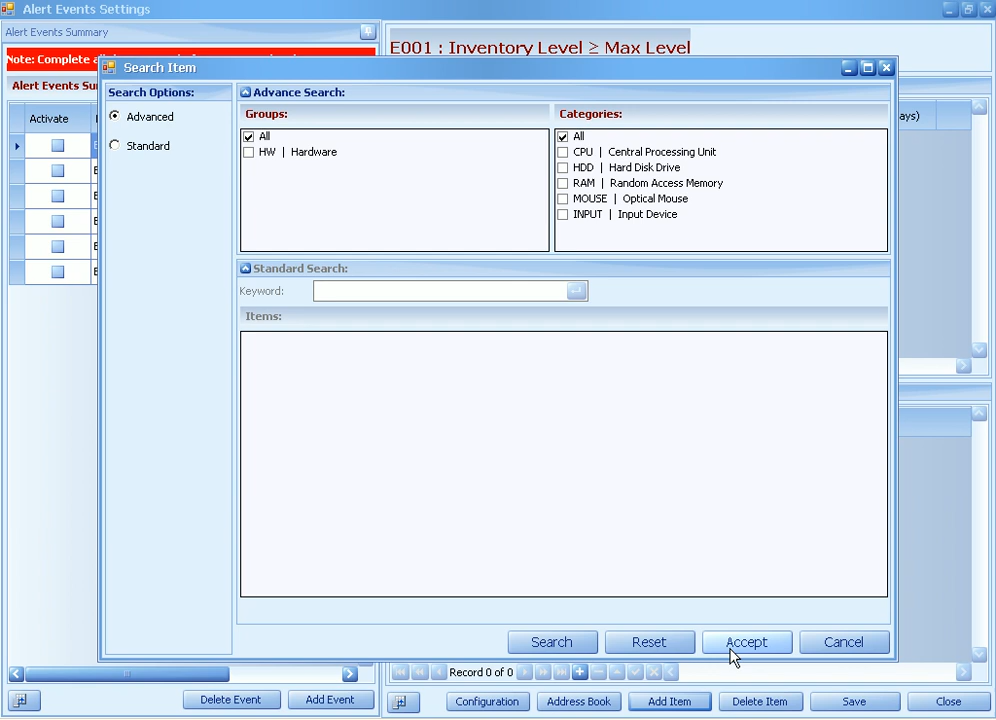 Alert Events Settings
Alert Events Summary
Note: Complete
E001 : Inventory Level ≥ Max Level
Alert Events Su
Activate
ays)
Search Item
Search Options:
Advanced
Standard
Advance Search:
Groups:
All
HW | Hardware
Categories:
All
CPU | Central Processing Unit
HDD | Hard Disk Drive
RAM | Random Access Memory
MOUSE | Optical Mouse
INPUT | Input Device
Standard Search:
Keyword:
Items:
Search
Reset
Accept
Cancel
Record 0 of 0
Delete Event
Add Event
Configuration
Address Book
Add Item
Delete Item
Save
Close